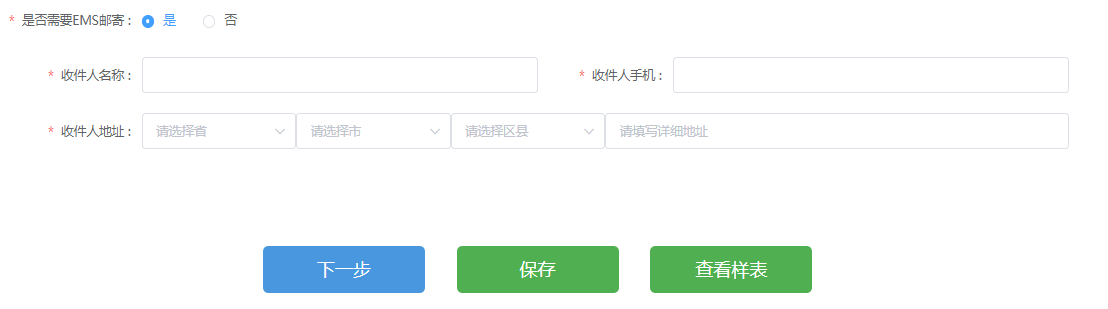 * 是否需要EMS邮寄： 是 否
* 收件人名称： * 收件人手机：
* 收件人地址： 请选择省 请选择市 请选择区县 请填写详细地址
下一步 保存 查看样表